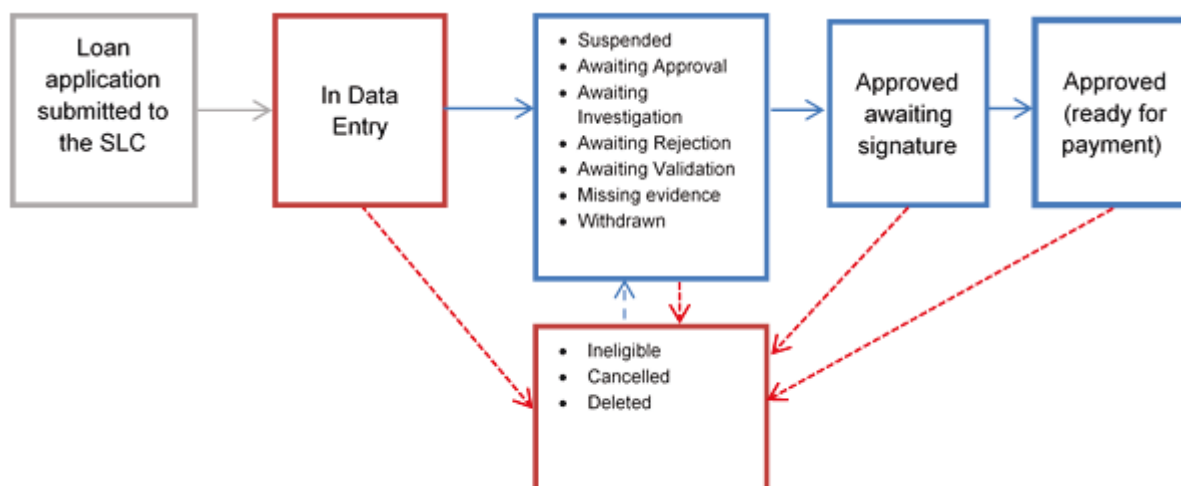 Loan
application
submitted to
the SLC
In Data
Entry
• Suspended
• Awaiting Approval
• Awaiting
Investigation
• Awaiting Rejection
• Awaiting Validation
• Missing evidence
• Withdrawn
Approved
awaiting
signature
Approved
(ready for
payment)
• Ineligible
• Cancelled
• Deleted